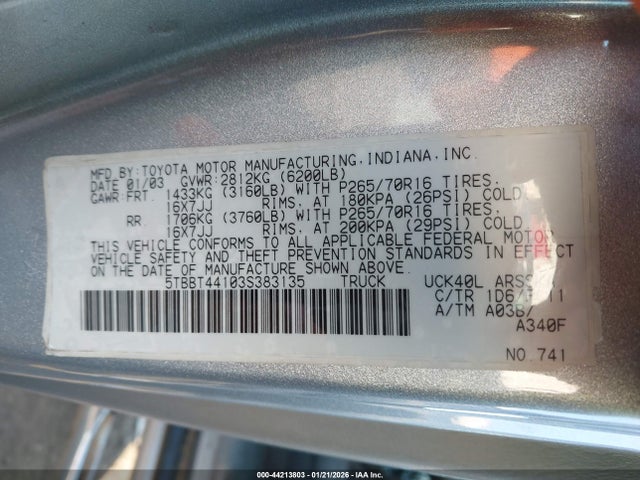 MFD.BY:TOYOTA MOTOR MANUFACTURING,INDIANA,INC.
DATE 01/03 GVWR:2812KG (6200LB)
GAWR:FRT. 1433KG (3160LB) WITH P265/70R16 TIRES,
16X7JJ RIMS, AT 180KPA (26PSI) COLD
RR. 1706KG (3760LB) WITH P265/70R16 TIRES,
16X7JJ RIMS, AT 200KPA (29PSI) COLD
THIS VEHICLE CONFORMS TO ALL APPLICABLE FEDERAL MOTOR
VEHICLE SAFETY AND THEFT PREVENTION STANDARDS IN EFFECT
ON THE DATE OF MANUFACTURE SHOWN ABOVE.
5TBBT44103S383135 TRUCK UCK40L
C/TR 11
A/TM A03B/
A340F
NO.741
000-44213803 | 01/21/2026 - IAA Inc.